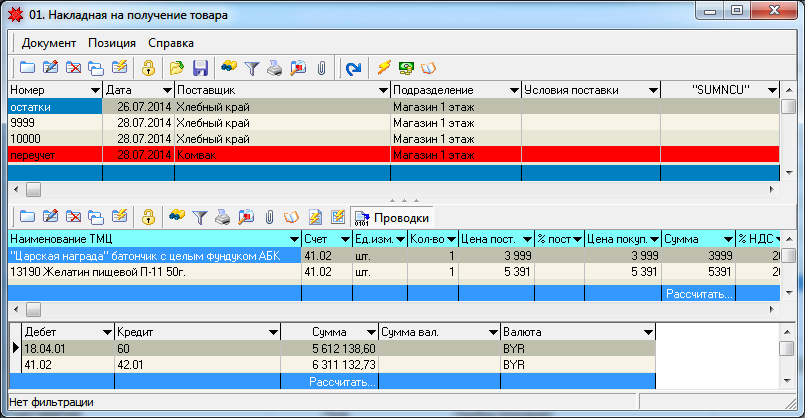 01. Накладная на получение товара
Документ Позиция Справка
Номер Дата Поставщик Подразделение Условия поставки "SUMNCU"
остатки 26.07.2014 Хлебный край Магазин 1 этаж
9999 28.07.2014 Хлебный край Магазин 1 этаж
10000 28.07.2014 Хлебный край Магазин 1 этаж
переучет 28.07.2014 Комвак Магазин 1 этаж
0101 Проводки
Наименование ТМЦ Счет Ед.изм. Кол-во Цена пост. % пост Цена покуп. Сумма % НДС
"Царская награда" батончик с целым фундуком АБК 41.02 шт. 1 3 999 3 999 3999 20
13190 Желатин пищевой П-11 50г. 41.02 шт. 1 5 391 5 391 5391 20
Рассчитать...
Дебет Кредит Сумма Сумма вал. Валюта
18.04.01 60 5 612 138,60 BYR
41.02 42.01 6 311 132,73 BYR
Рассчитать...
Нет фильтрации